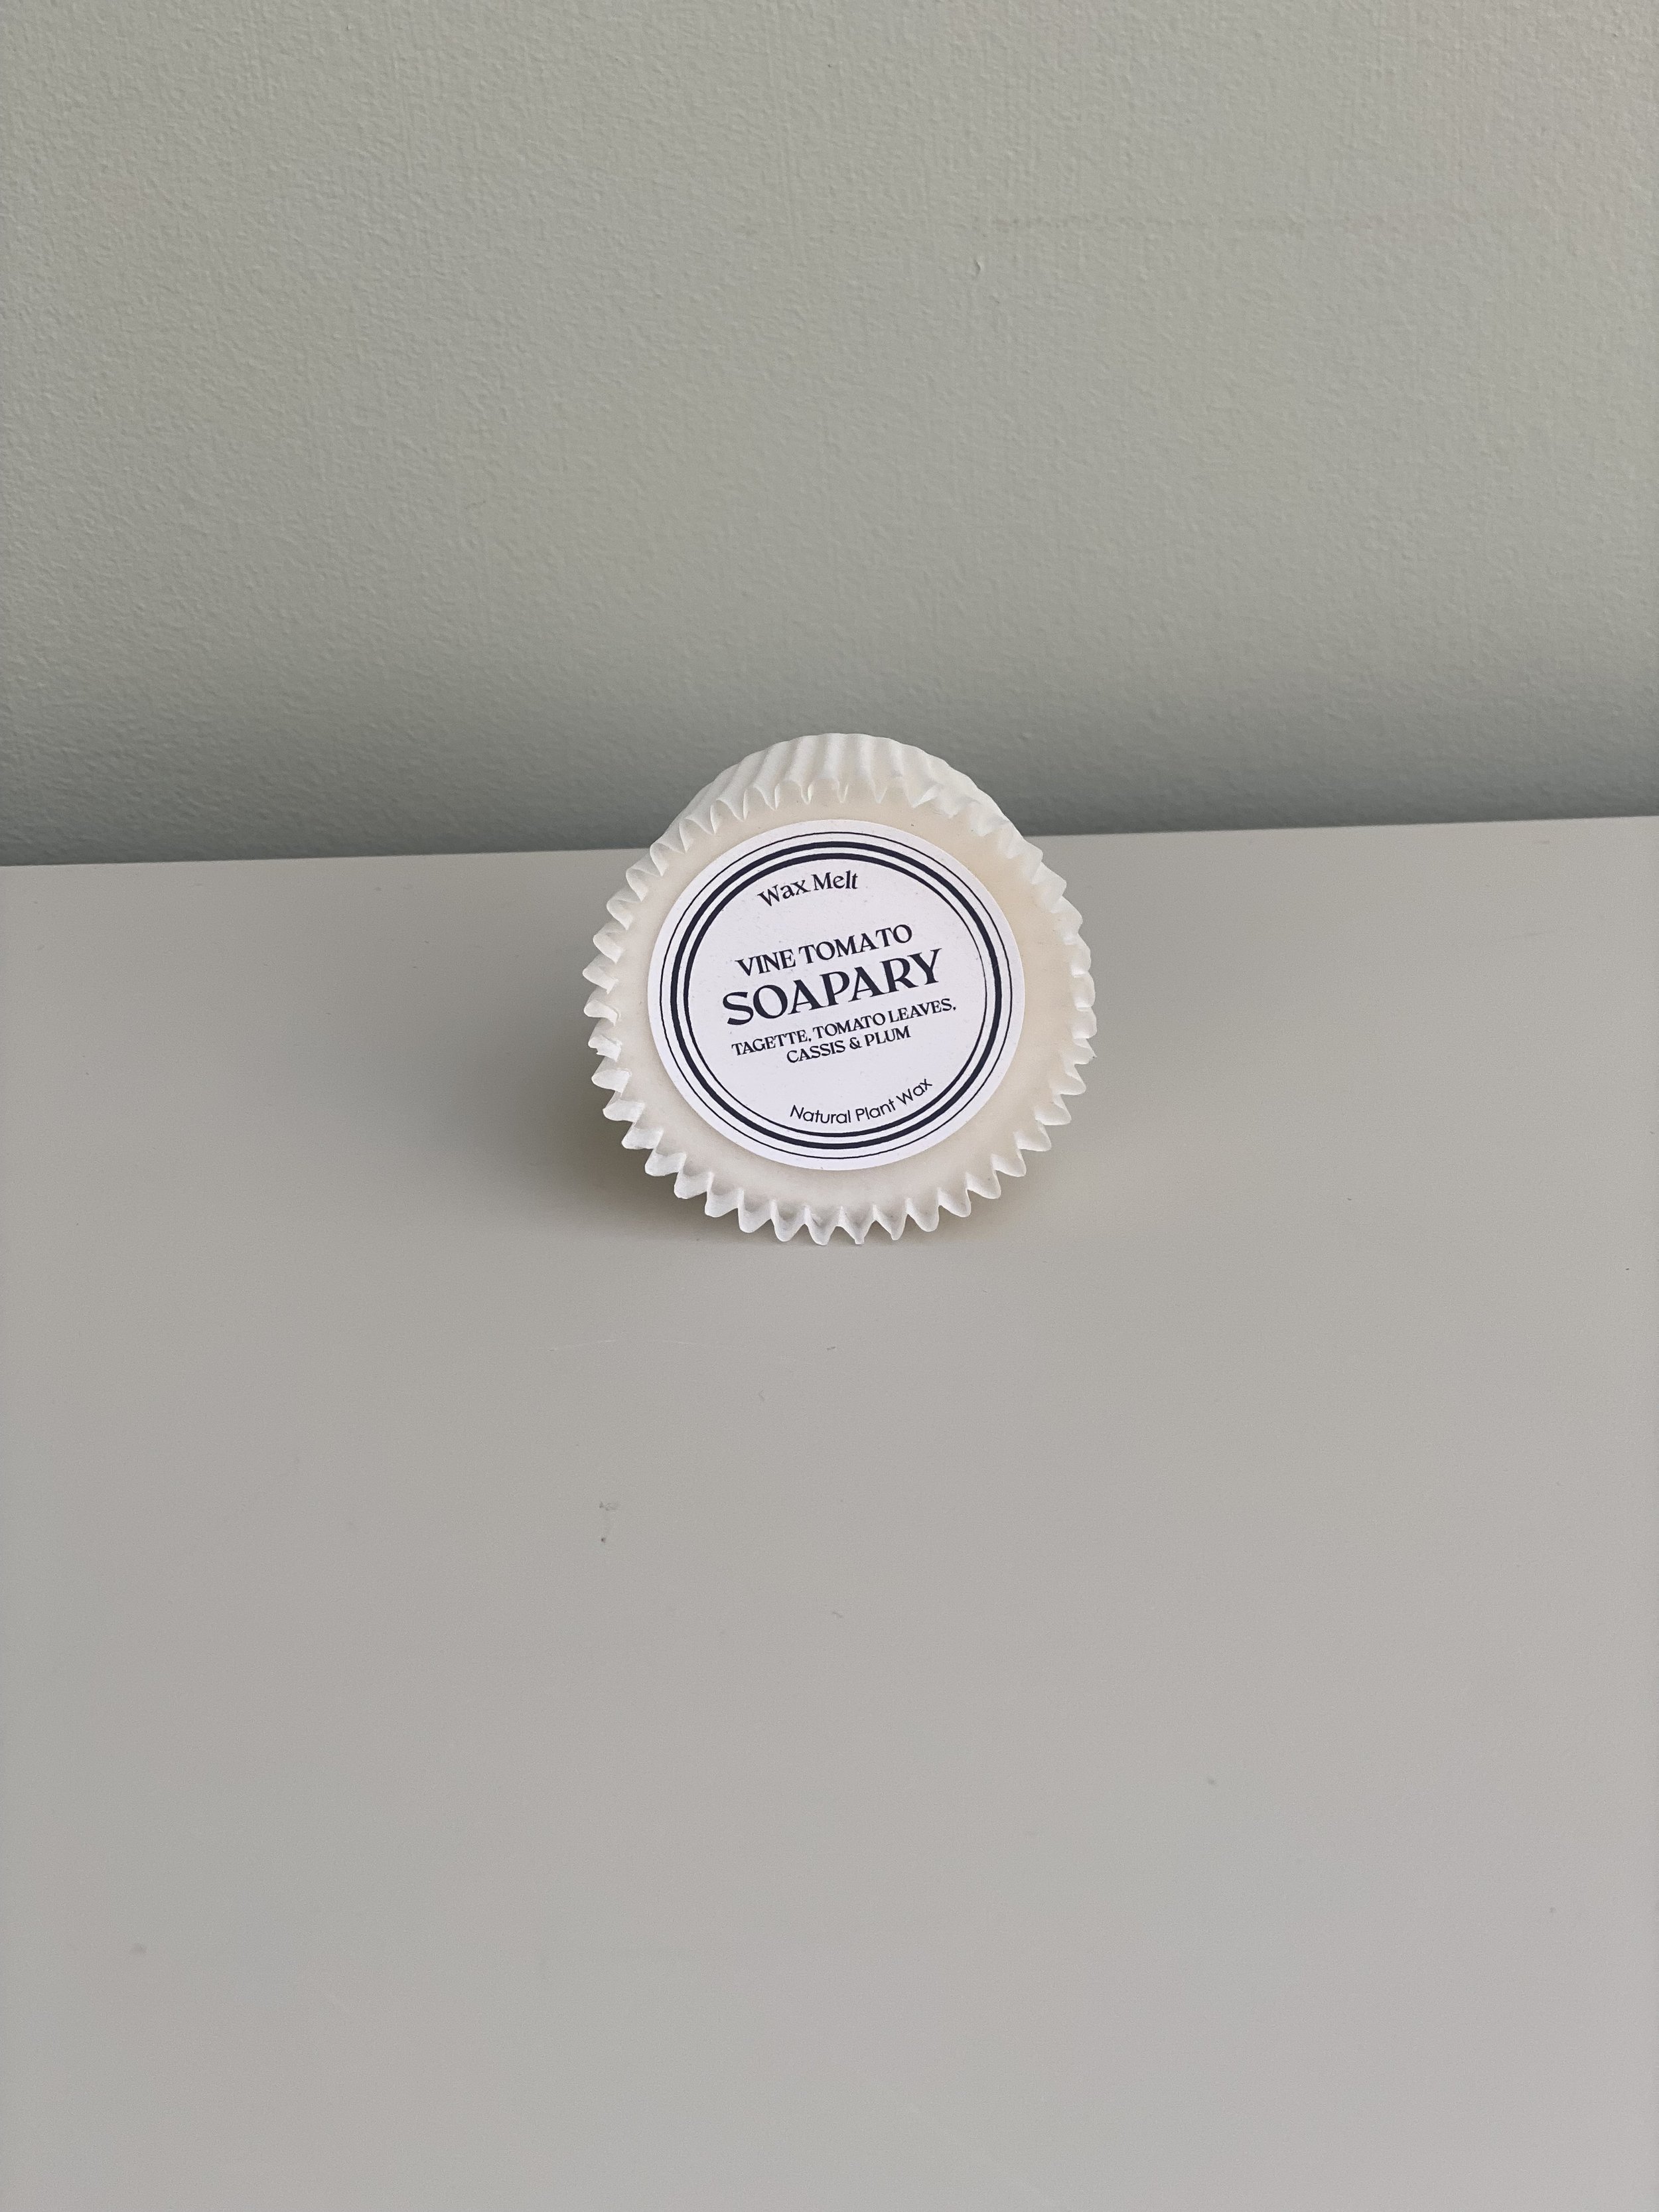 Wax Melt
VINE TOMATO
SOAPARY
TAGETTE, TOMATO LEAVES,
CASSIS & PLUM
Natural Plant Wax